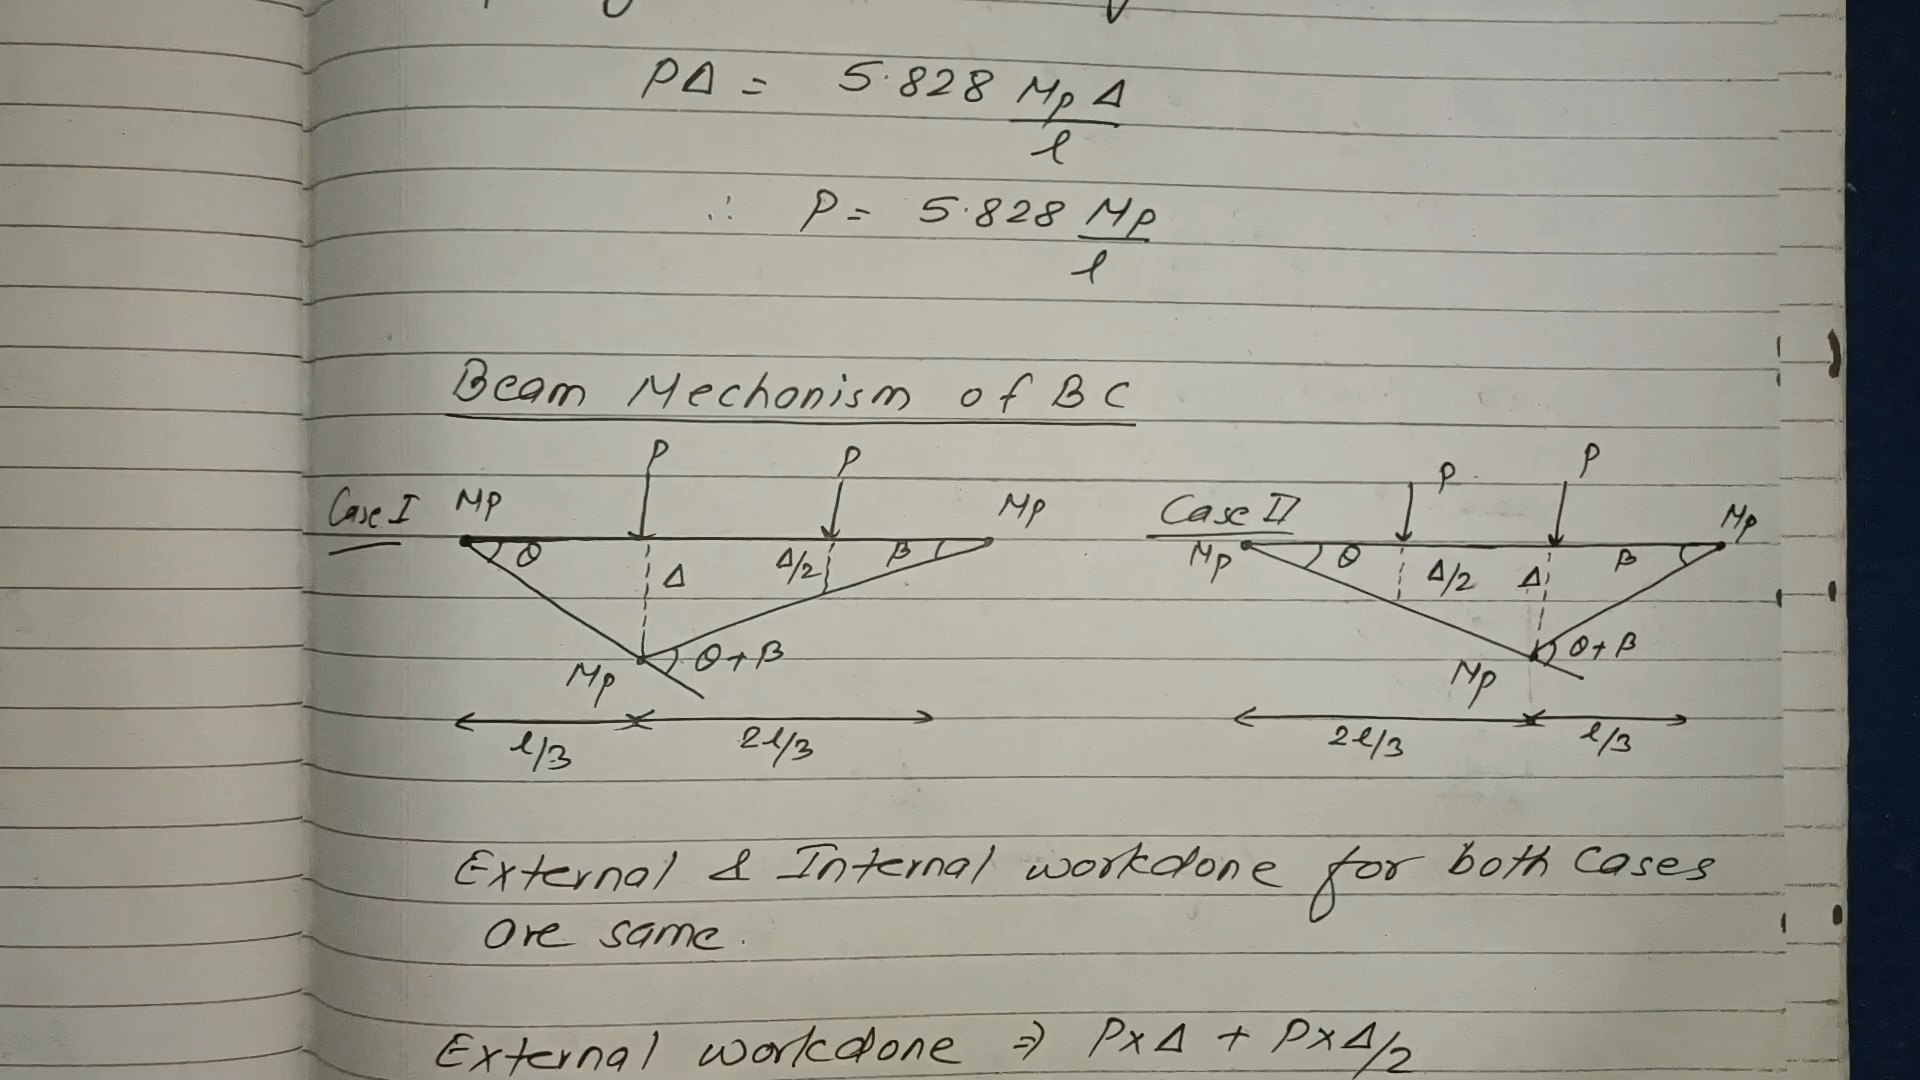 PΔ = 5.828 MpΔ/l
∴ P = 5.828 Mp/l
Beam Mechonism of BC
Case I Mp P P Mp
θ Δ Δ/2 β
Mp θ+β
l/3 2l/3
Case II P P Mp
Mp θ Δ/2 Δ β
Mp θ+β
2l/3 l/3
External & Internal workdone for both cases
are same.
External workdone ⇒ P×Δ + P×Δ/2